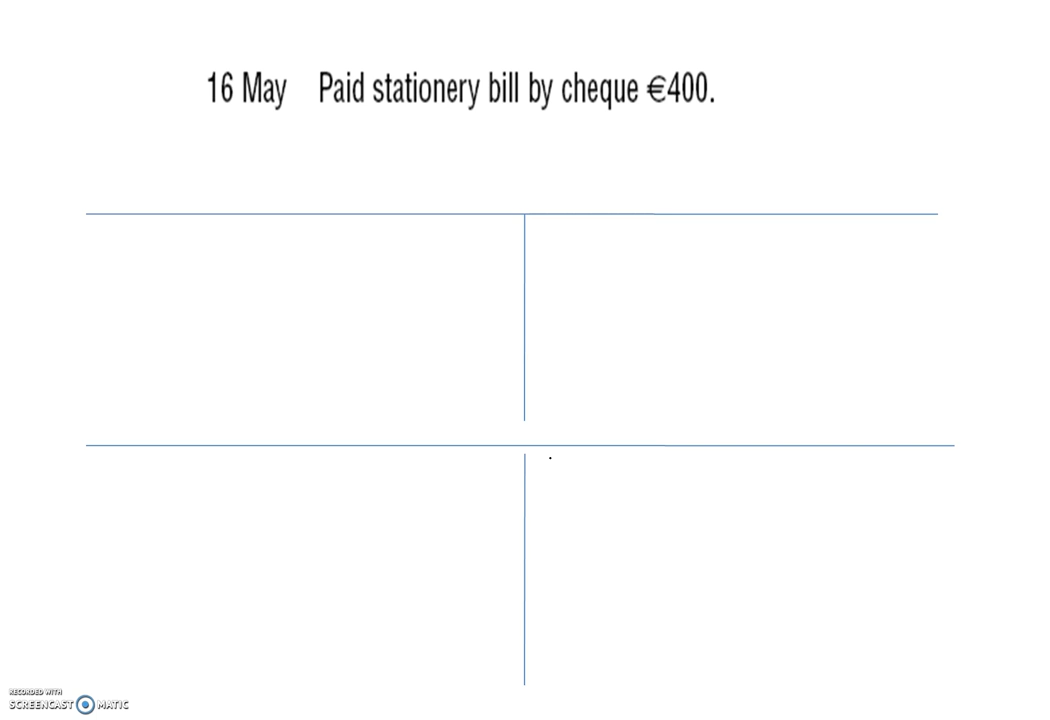 16 May Paid stationery bill by cheque €400.
RECORDED WITH
SCREENCAST MATIC